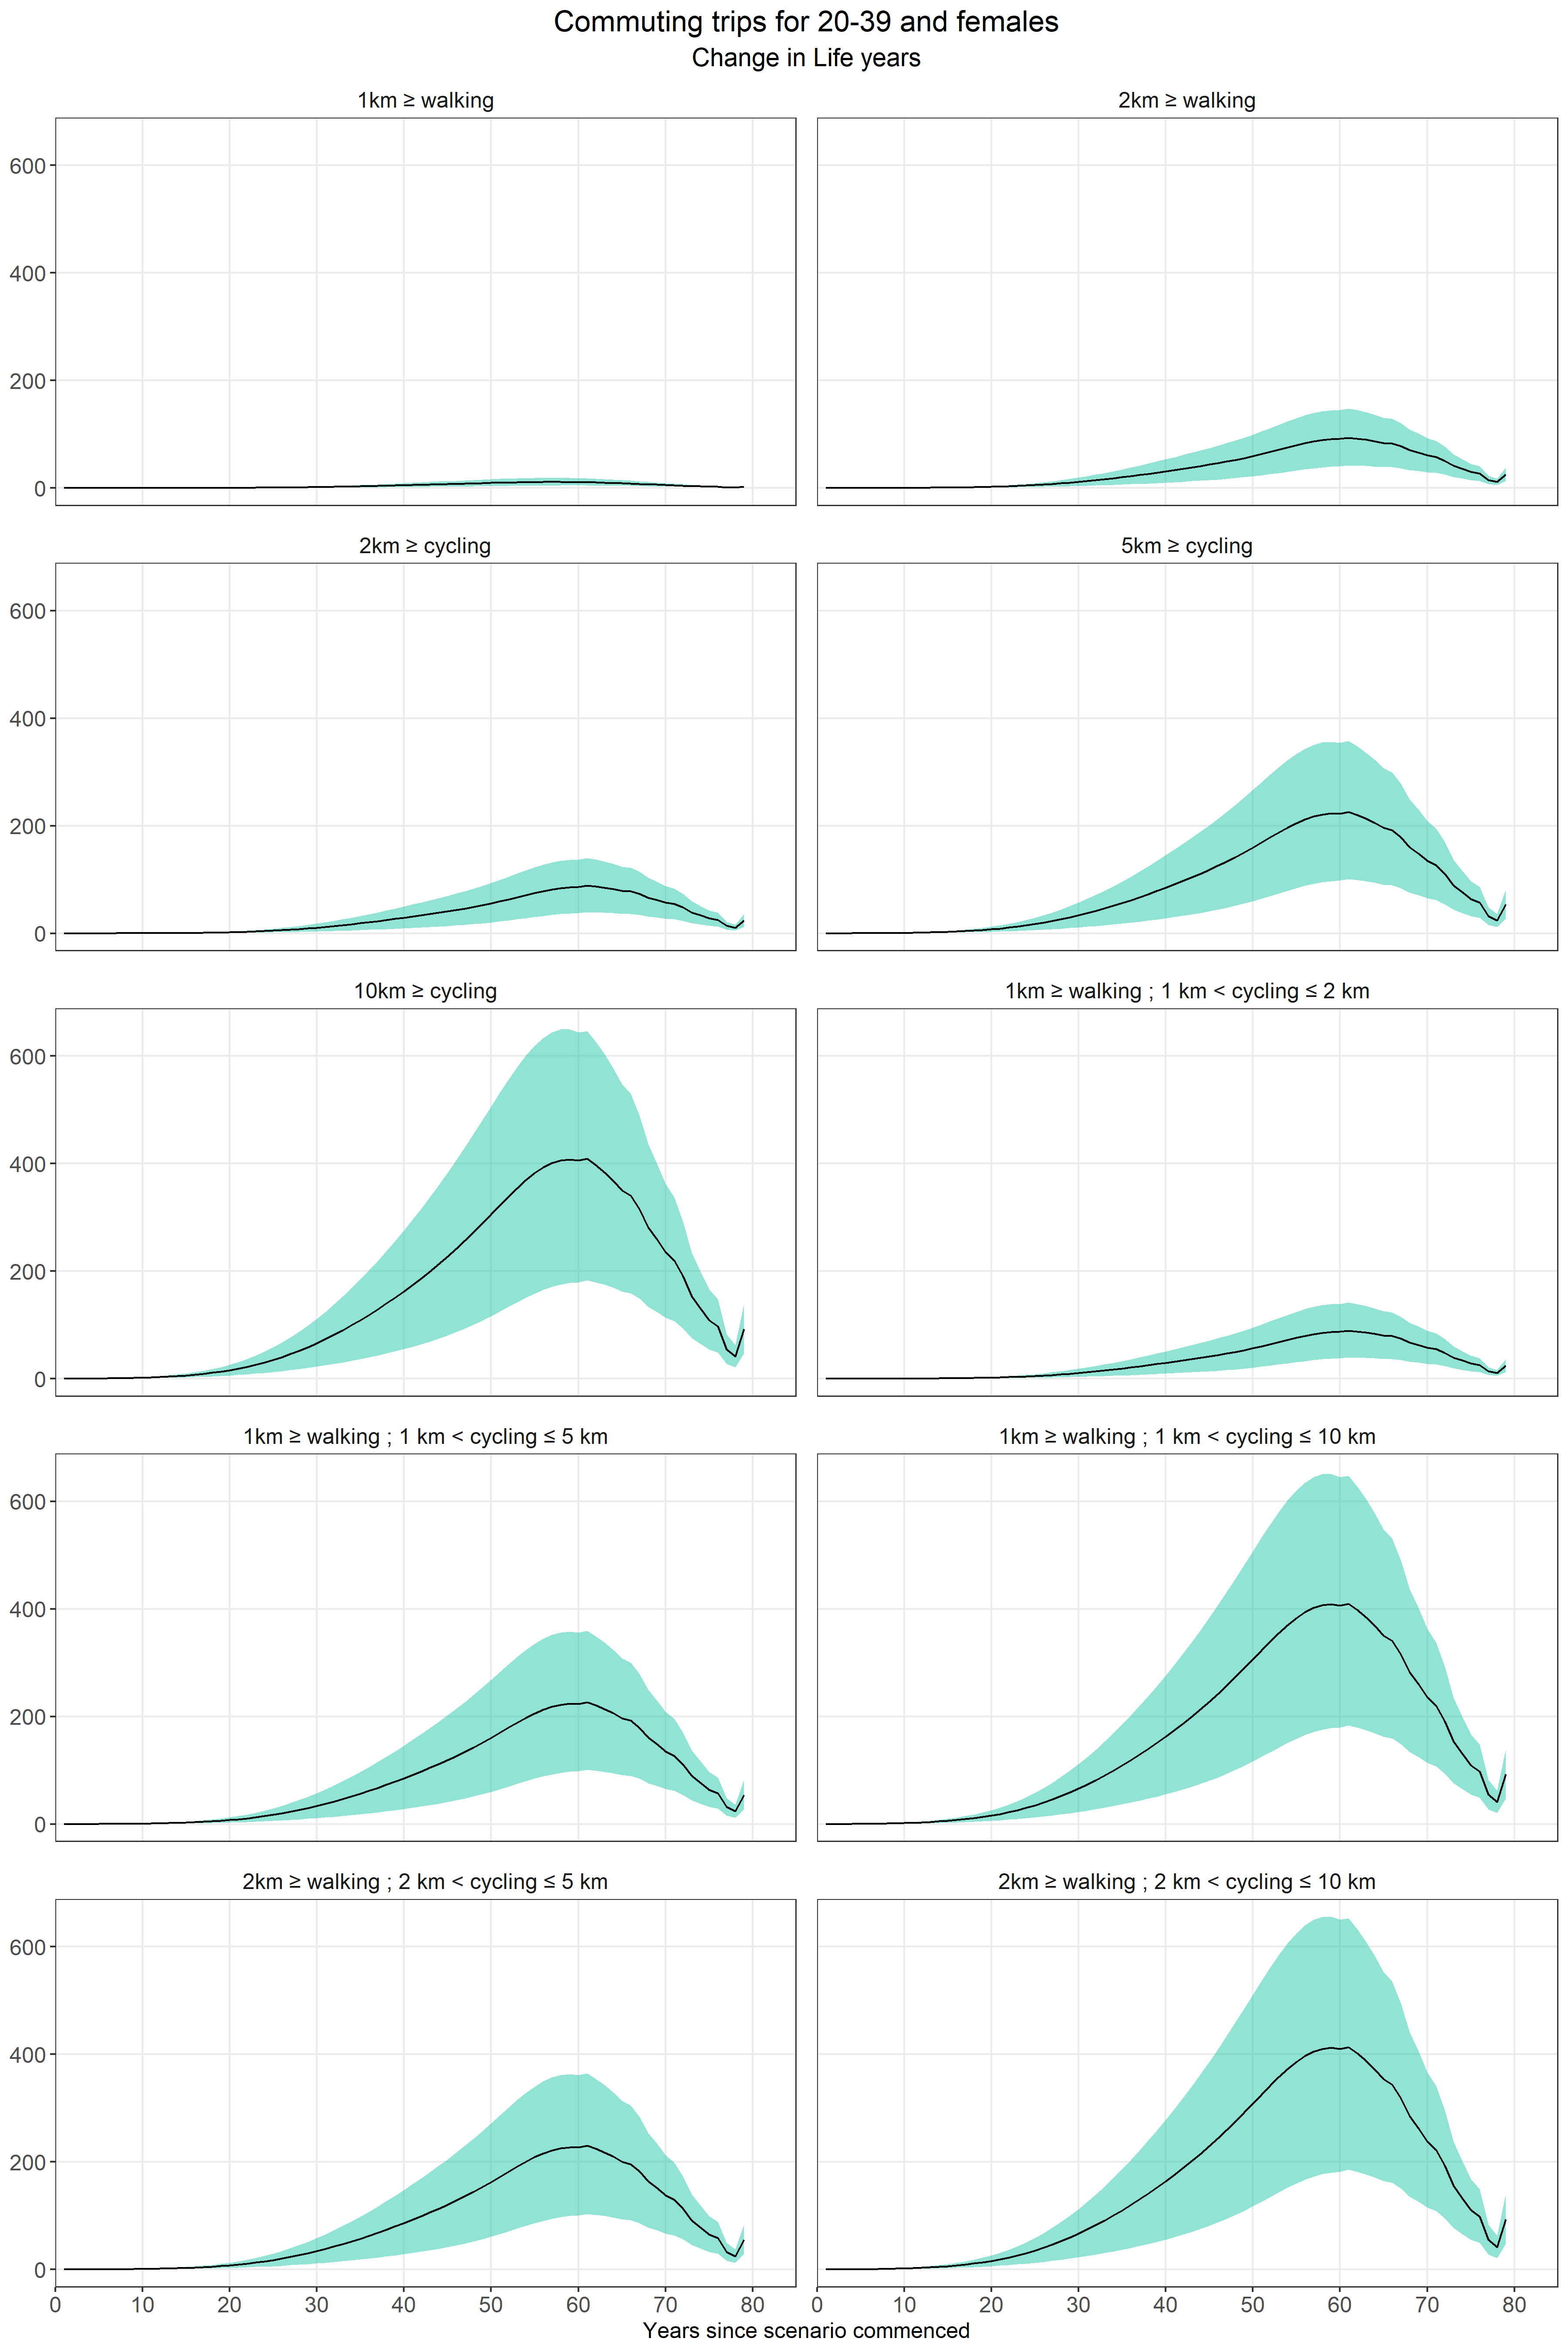 Commuting trips for 20-39 and females
Change in Life years
1km ≥ walking
2km ≥ walking
600
400
200
0
2km ≥ cycling
5km ≥ cycling
600
400
200
0
10km ≥ cycling
1km ≥ walking ; 1 km < cycling ≤ 2 km
600
400
200
0
1km ≥ walking ; 1 km < cycling ≤ 5 km
1km ≥ walking ; 1 km < cycling ≤ 10 km
600
400
200
0
2km ≥ walking ; 2 km < cycling ≤ 5 km
2km ≥ walking ; 2 km < cycling ≤ 10 km
600
400
200
0
0 10 20 30 40 50 60 70 80
0 10 20 30 40 50 60 70 80
Years since scenario commenced